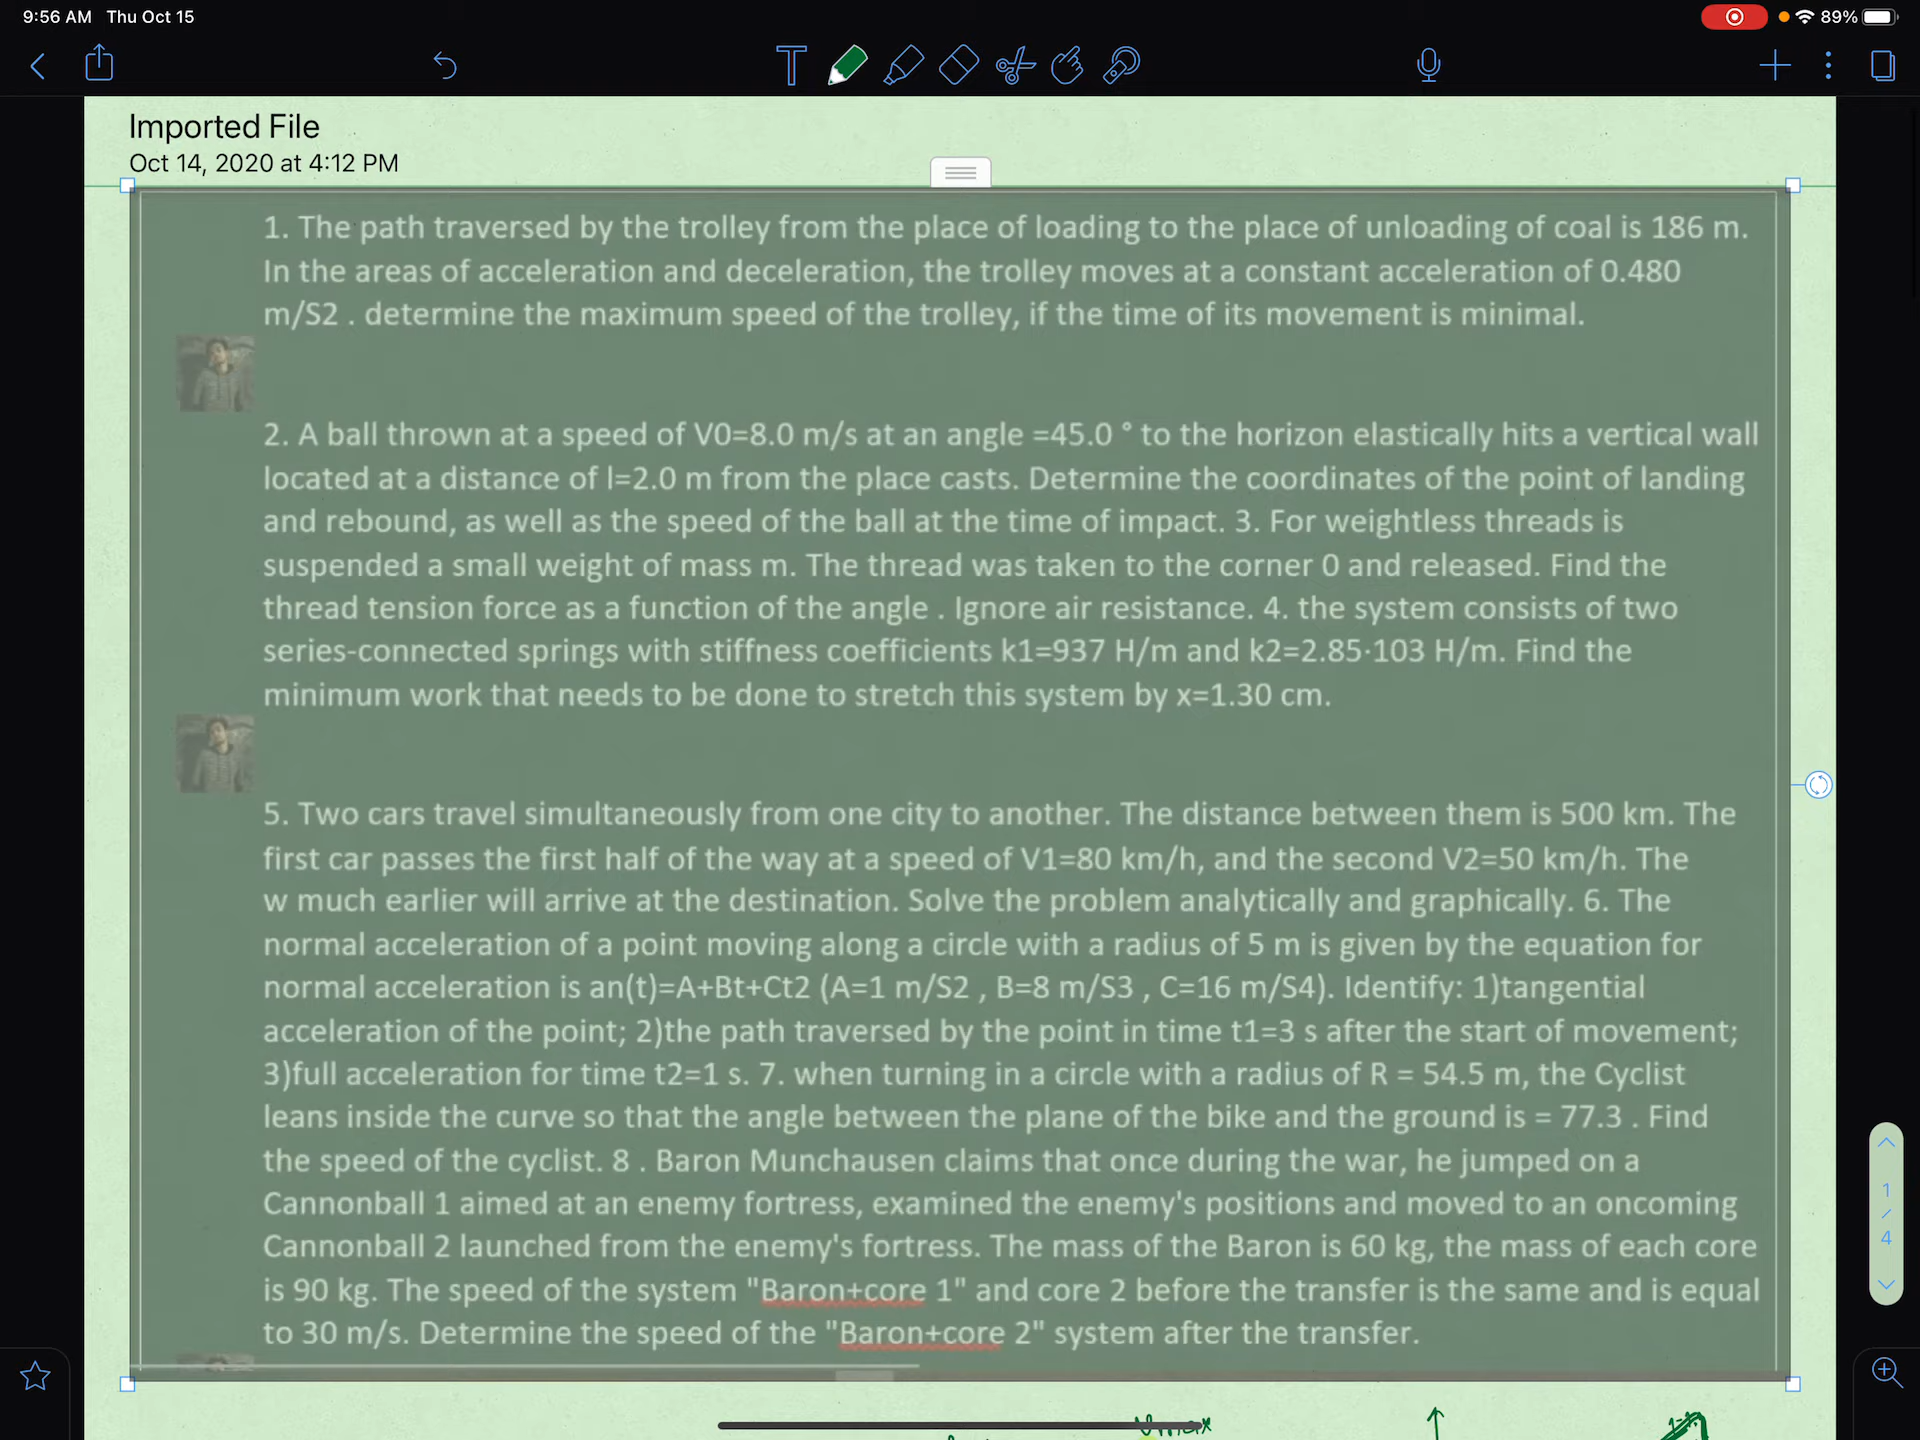 9:56 AM Thu Oct 15
89%
Imported File
Oct 14, 2020 at 4:12 PM
1. The path traversed by the trolley from the place of loading to the place of unloading of coal is 186 m.
In the areas of acceleration and deceleration, the trolley moves at a constant acceleration of 0.480
m/S2 . determine the maximum speed of the trolley, if the time of its movement is minimal.
2. A ball thrown at a speed of V0=8.0 m/s at an angle =45.0 ° to the horizon elastically hits a vertical wall
located at a distance of l=2.0 m from the place casts. Determine the coordinates of the point of landing
and rebound, as well as the speed of the ball at the time of impact. 3. For weightless threads is
suspended a small weight of mass m. The thread was taken to the corner 0 and released. Find the
thread tension force as a function of the angle . Ignore air resistance. 4. the system consists of two
series-connected springs with stiffness coefficients k1=937 H/m and k2=2.85·103 H/m. Find the
minimum work that needs to be done to stretch this system by x=1.30 cm.
5. Two cars travel simultaneously from one city to another. The distance between them is 500 km. The
first car passes the first half of the way at a speed of V1=80 km/h, and the second V2=50 km/h. The
w much earlier will arrive at the destination. Solve the problem analytically and graphically. 6. The
normal acceleration of a point moving along a circle with a radius of 5 m is given by the equation for
normal acceleration is an(t)=A+Bt+Ct2 (A=1 m/S2 , B=8 m/S3 , C=16 m/S4). Identify: 1)tangential
acceleration of the point; 2)the path traversed by the point in time t1=3 s after the start of movement;
3)full acceleration for time t2=1 s. 7. when turning in a circle with a radius of R = 54.5 m, the Cyclist
leans inside the curve so that the angle between the plane of the bike and the ground is = 77.3 . Find
the speed of the cyclist. 8 . Baron Munchausen claims that once during the war, he jumped on a
Cannonball 1 aimed at an enemy fortress, examined the enemy's positions and moved to an oncoming
Cannonball 2 launched from the enemy's fortress. The mass of the Baron is 60 kg, the mass of each core
is 90 kg. The speed of the system "Baron+core 1" and core 2 before the transfer is the same and is equal
to 30 m/s. Determine the speed of the "Baron+core 2" system after the transfer.
1
/
4